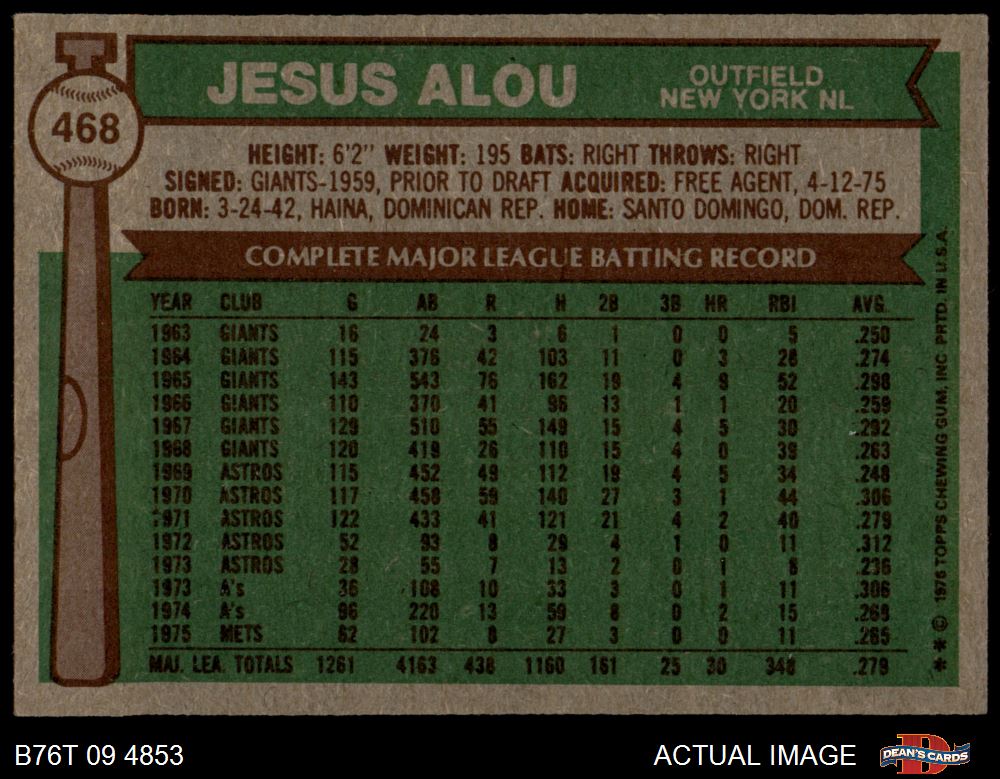 468
JESUS ALOU
OUTFIELD
NEW YORK NL
HEIGHT: 6'2" WEIGHT: 195 BATS: RIGHT THROWS: RIGHT
SIGNED: GIANTS-1959, PRIOR TO DRAFT ACQUIRED: FREE AGENT, 4-12-75
BORN: 3-24-42, HAINA, DOMINICAN REP. HOME: SANTO DOMINGO, DOM. REP.
COMPLETE MAJOR LEAGUE BATTING RECORD
YEAR CLUB G AB R H 2B 3B HR RBI AVG.
1963 GIANTS 16 24 3 6 1 0 0 5 .250
1964 GIANTS 115 376 42 103 11 0 3 28 .274
1965 GIANTS 143 543 76 162 19 4 9 52 .298
1966 GIANTS 110 370 41 96 13 1 1 20 .259
1967 GIANTS 129 510 55 149 15 4 5 30 .292
1968 GIANTS 120 419 26 110 15 4 0 39 .263
1969 ASTROS 115 452 49 112 19 4 5 34 .248
1970 ASTROS 117 458 59 140 27 3 1 44 .306
1971 ASTROS 122 433 41 121 21 4 2 40 .279
1972 ASTROS 52 93 8 29 4 1 0 11 .312
1973 ASTROS 28 55 7 13 2 0 1 8 .236
1973 A's 36 108 10 33 3 0 1 11 .306
1974 A's 96 220 13 59 8 0 2 15 .268
1975 METS 62 102 8 27 3 0 0 11 .265
MAJ. LEA. TOTALS 1261 4163 438 1160 161 25 30 348 .279
* * © 1976 TOPPS CHEWING GUM, INC. PRTD. IN U.S.A.
B76T 09 4853
ACTUAL IMAGE
D
DEAN'S CARDS